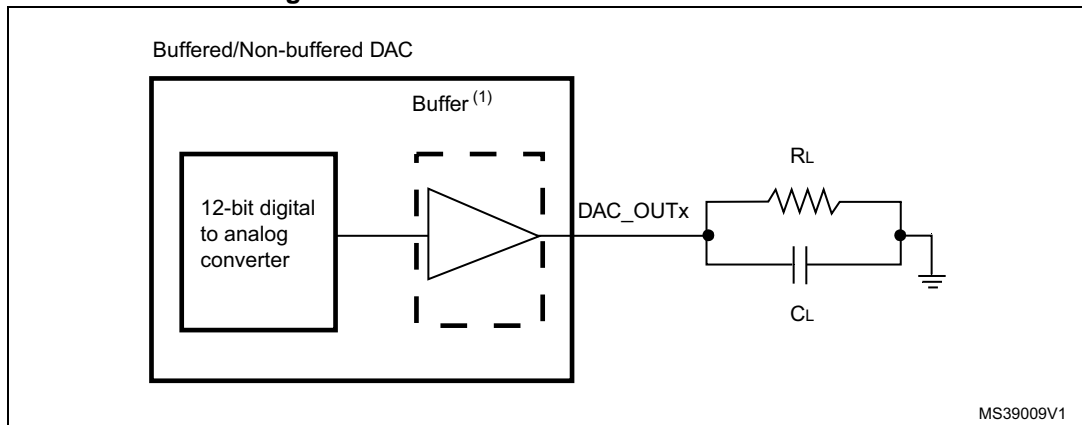 Buffered/Non-buffered DAC
Buffer (1)
12-bit digital
to analog
converter
DAC_OUTx
RL
CL
MS39009V1